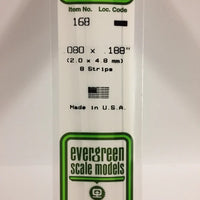 Item No. Loc. Code
168
.080 x .188"
(2.0 x 4.8 mm)
8 Strips
Made in U.S.A.
evergreen
scale models